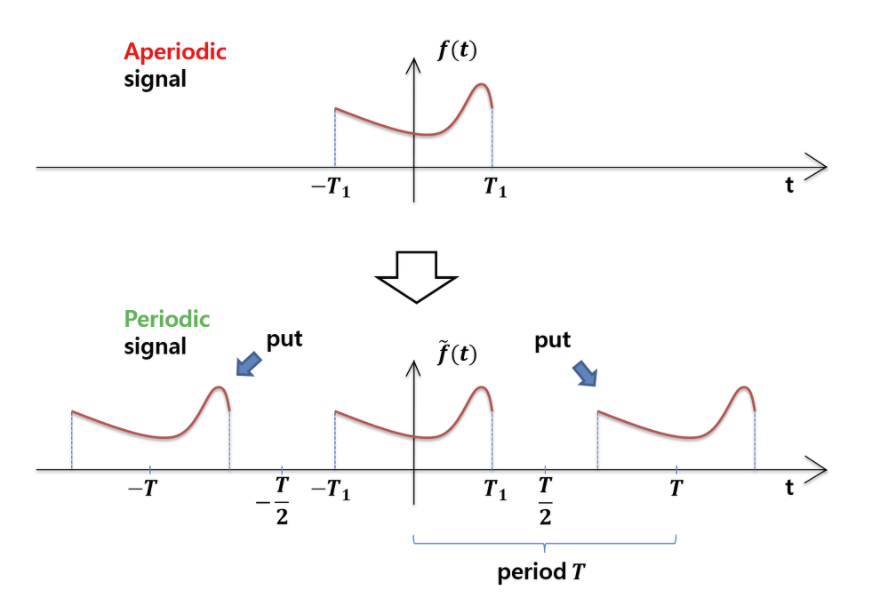 Aperiodic
signal
f(t)
−T₁
T₁
t
Periodic
signal
put
f̃(t)
put
−T
−T/2
−T₁
T₁
T/2
T
t
period T